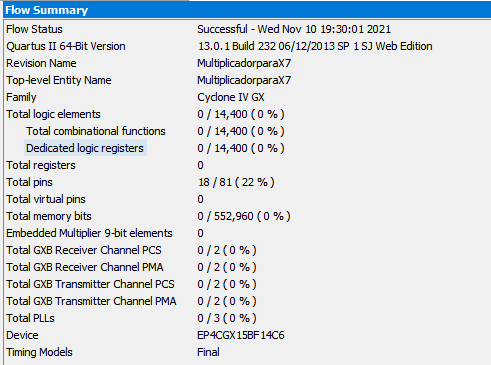 Flow Summary
Flow Status Successful - Wed Nov 10 19:30:01 2021
Quartus II 64-Bit Version 13.0.1 Build 232 06/12/2013 SP 1 SJ Web Edition
Revision Name MultiplicadorparaX7
Top-level Entity Name MultiplicadorparaX7
Family Cyclone IV GX
Total logic elements 0 / 14,400 ( 0 % )
Total combinational functions 0 / 14,400 ( 0 % )
Dedicated logic registers 0 / 14,400 ( 0 % )
Total registers 0
Total pins 18 / 81 ( 22 % )
Total virtual pins 0
Total memory bits 0 / 552,960 ( 0 % )
Embedded Multiplier 9-bit elements 0
Total GXB Receiver Channel PCS 0 / 2 ( 0 % )
Total GXB Receiver Channel PMA 0 / 2 ( 0 % )
Total GXB Transmitter Channel PCS 0 / 2 ( 0 % )
Total GXB Transmitter Channel PMA 0 / 2 ( 0 % )
Total PLLs 0 / 3 ( 0 % )
Device EP4CGX15BF14C6
Timing Models Final